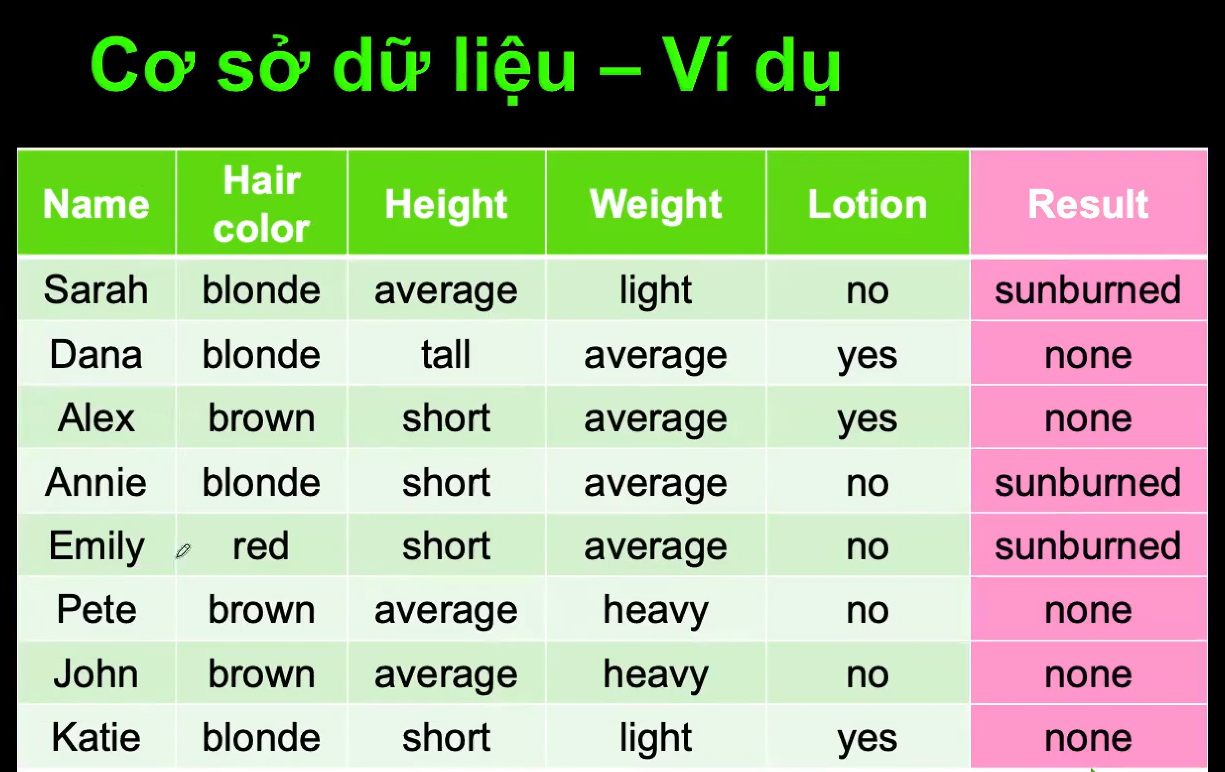 Cơ sở dữ liệu – Ví dụ
Name Hair color Height Weight Lotion Result
Sarah blonde average light no sunburned
Dana blonde tall average yes none
Alex brown short average yes none
Annie blonde short average no sunburned
Emily red short average no sunburned
Pete brown average heavy no none
John brown average heavy no none
Katie blonde short light yes none